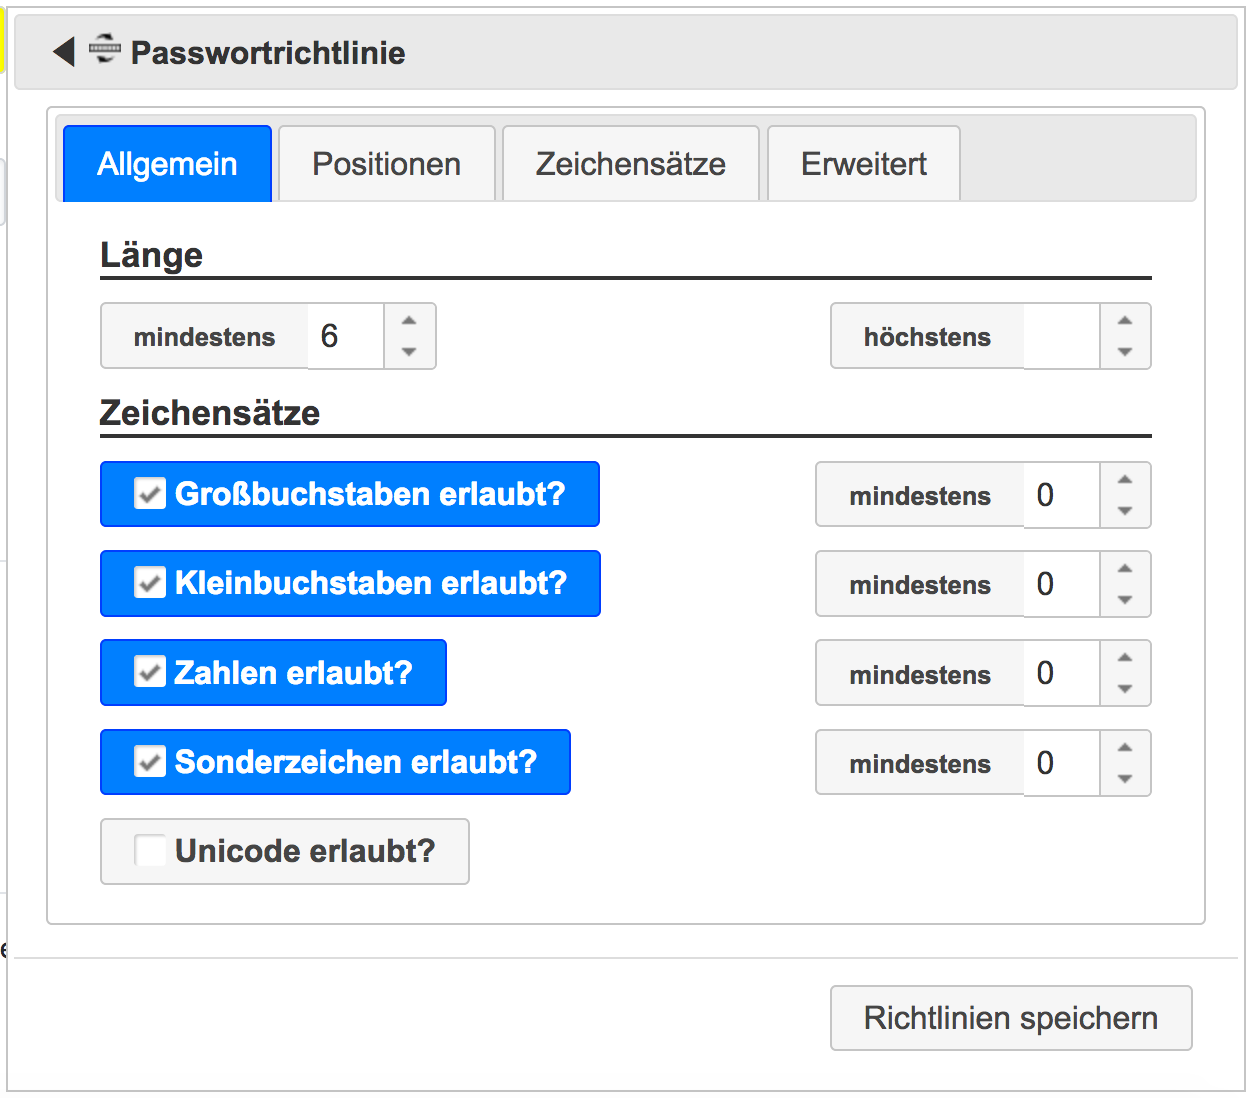 Passwortrichtlinie
Allgemein Positionen Zeichensätze Erweitert
Länge
mindestens 6 höchstens
Zeichensätze
Großbuchstaben erlaubt? mindestens 0
Kleinbuchstaben erlaubt? mindestens 0
Zahlen erlaubt? mindestens 0
Sonderzeichen erlaubt? mindestens 0
Unicode erlaubt?
Richtlinien speichern